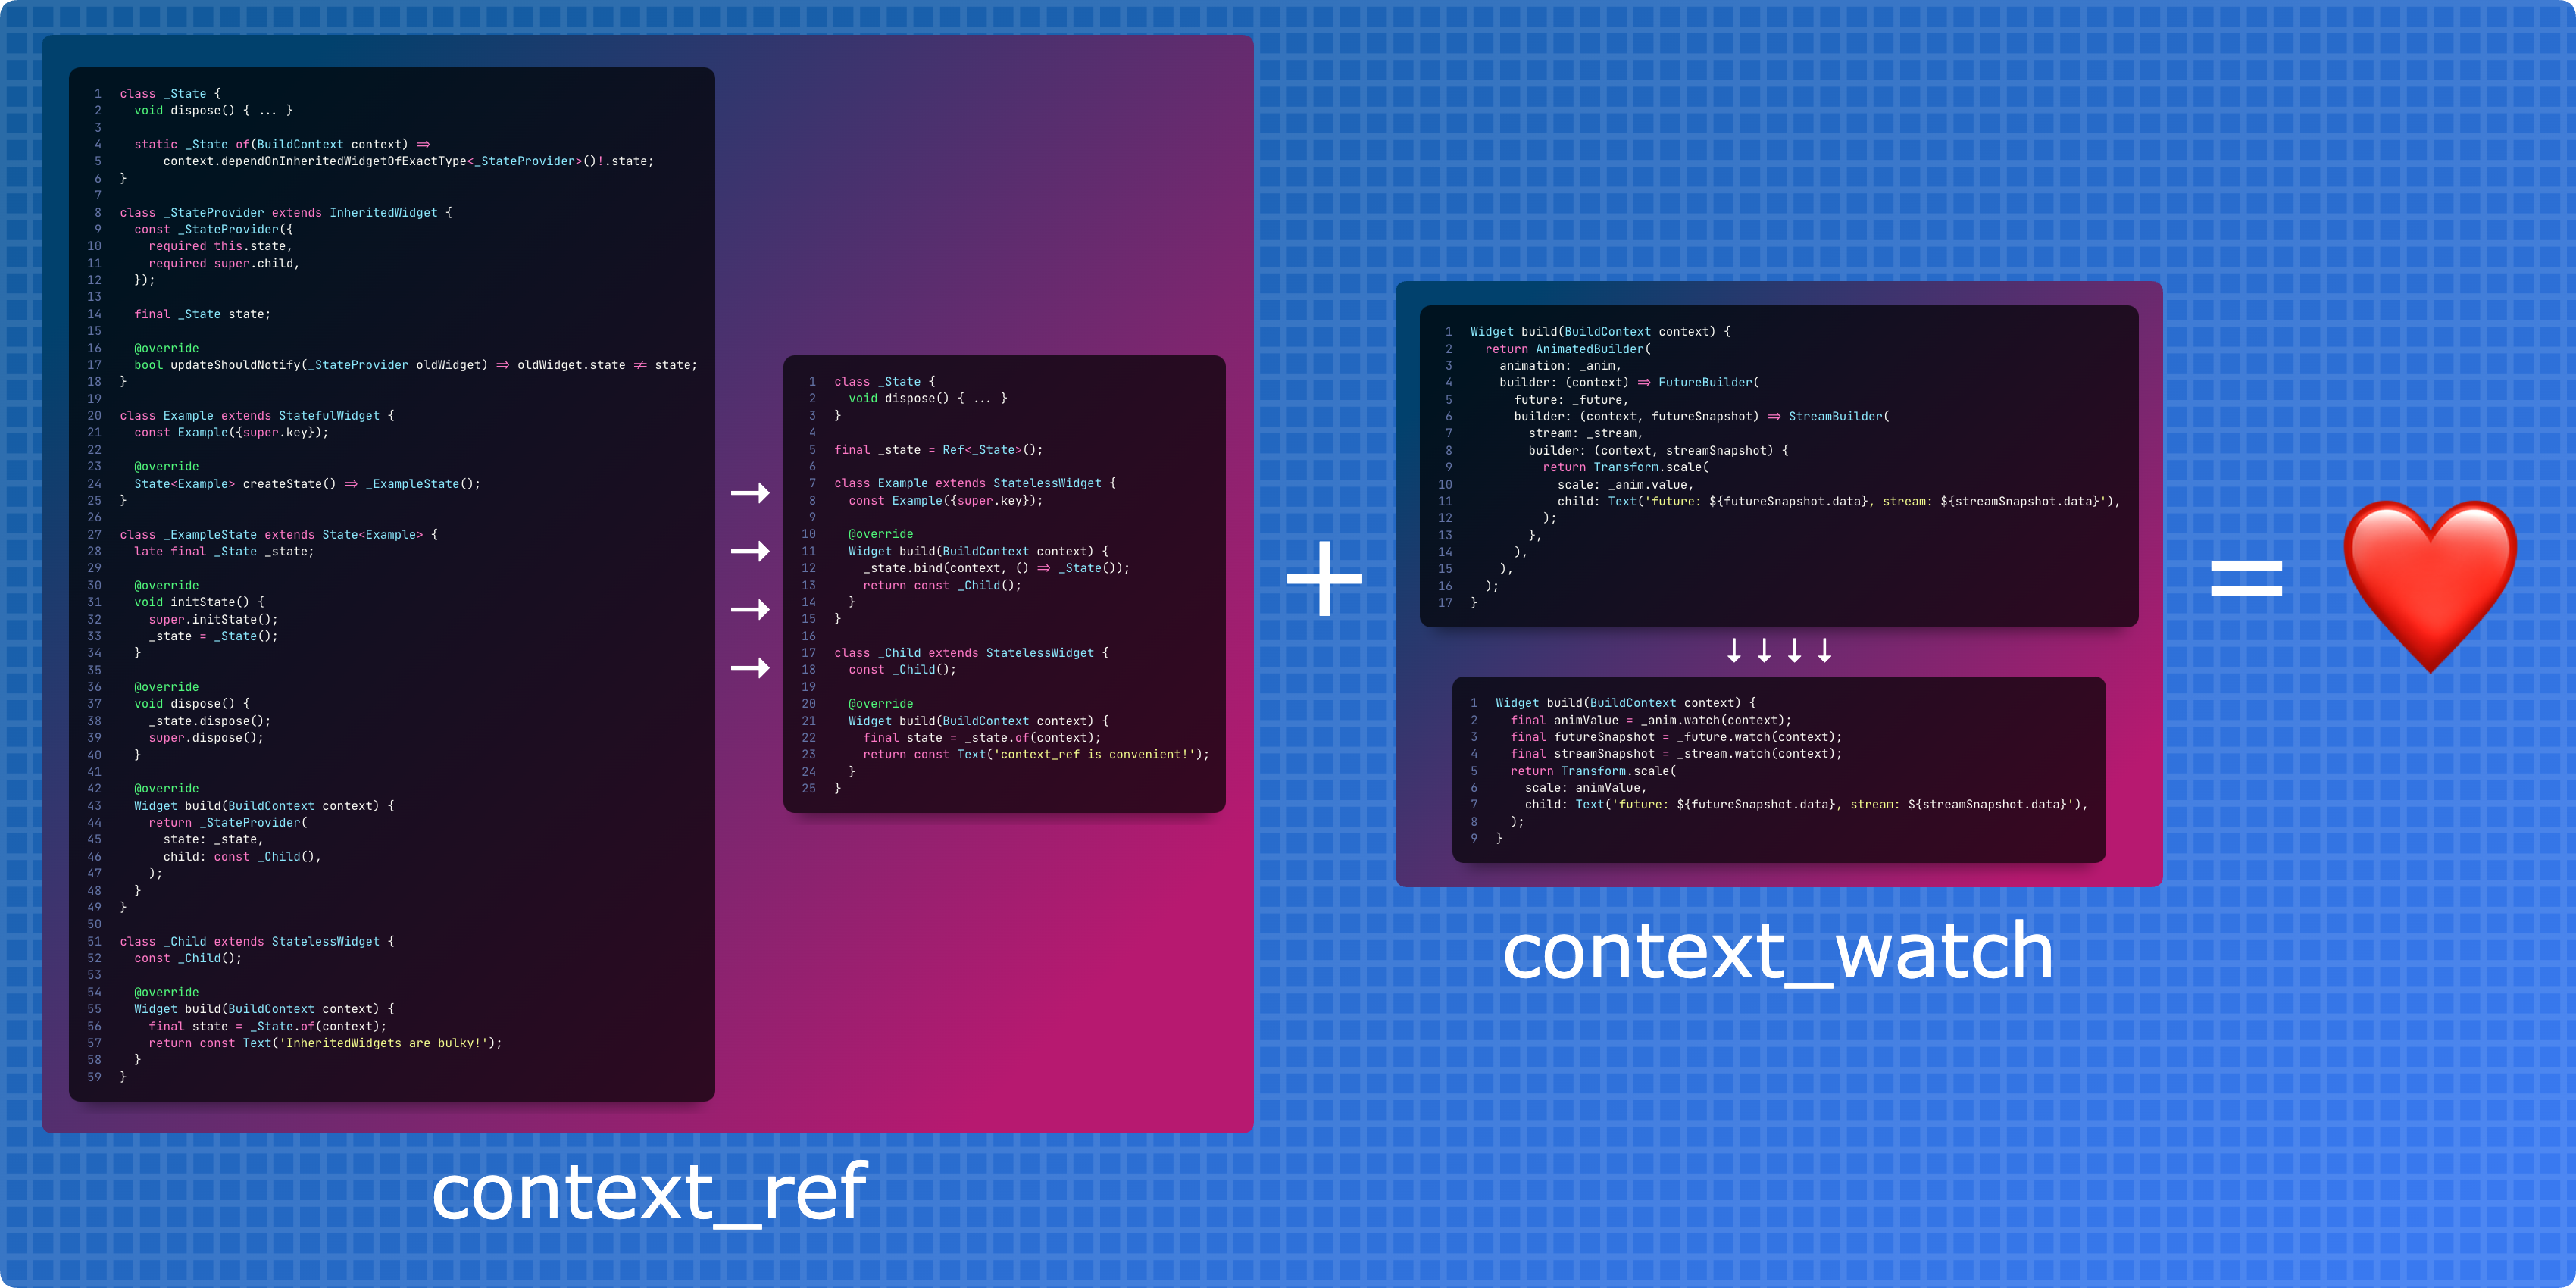 1 class _State {
2 void dispose() { ... }
3
4 static _State of(BuildContext context) =>
5 context.dependOnInheritedWidgetOfExactType<_StateProvider>()!.state;
6 }
7
8 class _StateProvider extends InheritedWidget {
9 const _StateProvider({
10 required this.state,
11 required super.child,
12 });
13
14 final _State state;
15
16 @override
17 bool updateShouldNotify(_StateProvider oldWidget) => oldWidget.state != state;
18 }
19
20 class Example extends StatefulWidget {
21 const Example({super.key});
22
23 @override
24 State<Example> createState() => _ExampleState();
25 }
26
27 class _ExampleState extends State<Example> {
28 late final _State _state;
29
30 @override
31 void initState() {
32 super.initState();
33 _state = _State();
34 }
35
36 @override
37 void dispose() {
38 _state.dispose();
39 super.dispose();
40 }
41
42 @override
43 Widget build(BuildContext context) {
44 return _StateProvider(
45 state: _state,
46 child: const _Child(),
47 );
48 }
49 }
50
51 class _Child extends StatelessWidget {
52 const _Child();
53
54 @override
55 Widget build(BuildContext context) {
56 final state = _State.of(context);
57 return const Text('InheritedWidgets are bulky!');
58 }
59 }
→
→
→
→
1 class _State {
2 void dispose() { ... }
3 }
4
5 final _state = Ref<_State>();
6
7 class Example extends StatelessWidget {
8 const Example({super.key});
9
10 @override
11 Widget build(BuildContext context) {
12 _state.bind(context, () => _State());
13 return const _Child();
14 }
15 }
16
17 class _Child extends StatelessWidget {
18 const _Child();
19
20 @override
21 Widget build(BuildContext context) {
22 final state = _state.of(context);
23 return const Text('context_ref is convenient!');
24 }
25 }
context_ref
+
1 Widget build(BuildContext context) {
2 return AnimatedBuilder(
3 animation: _anim,
4 builder: (context) => FutureBuilder(
5 future: _future,
6 builder: (context, futureSnapshot) => StreamBuilder(
7 stream: _stream,
8 builder: (context, streamSnapshot) {
9 return Transform.scale(
10 scale: _anim.value,
11 child: Text('future: ${futureSnapshot.data}, stream: ${streamSnapshot.data}'),
12 );
13 },
14 ),
15 ),
16 );
17 }
↓ ↓ ↓ ↓
1 Widget build(BuildContext context) {
2 final animValue = _anim.watch(context);
3 final futureSnapshot = _future.watch(context);
4 final streamSnapshot = _stream.watch(context);
5 return Transform.scale(
6 scale: animValue,
7 child: Text('future: ${futureSnapshot.data}, stream: ${streamSnapshot.data}'),
8 );
9 }
context_watch
= ❤️